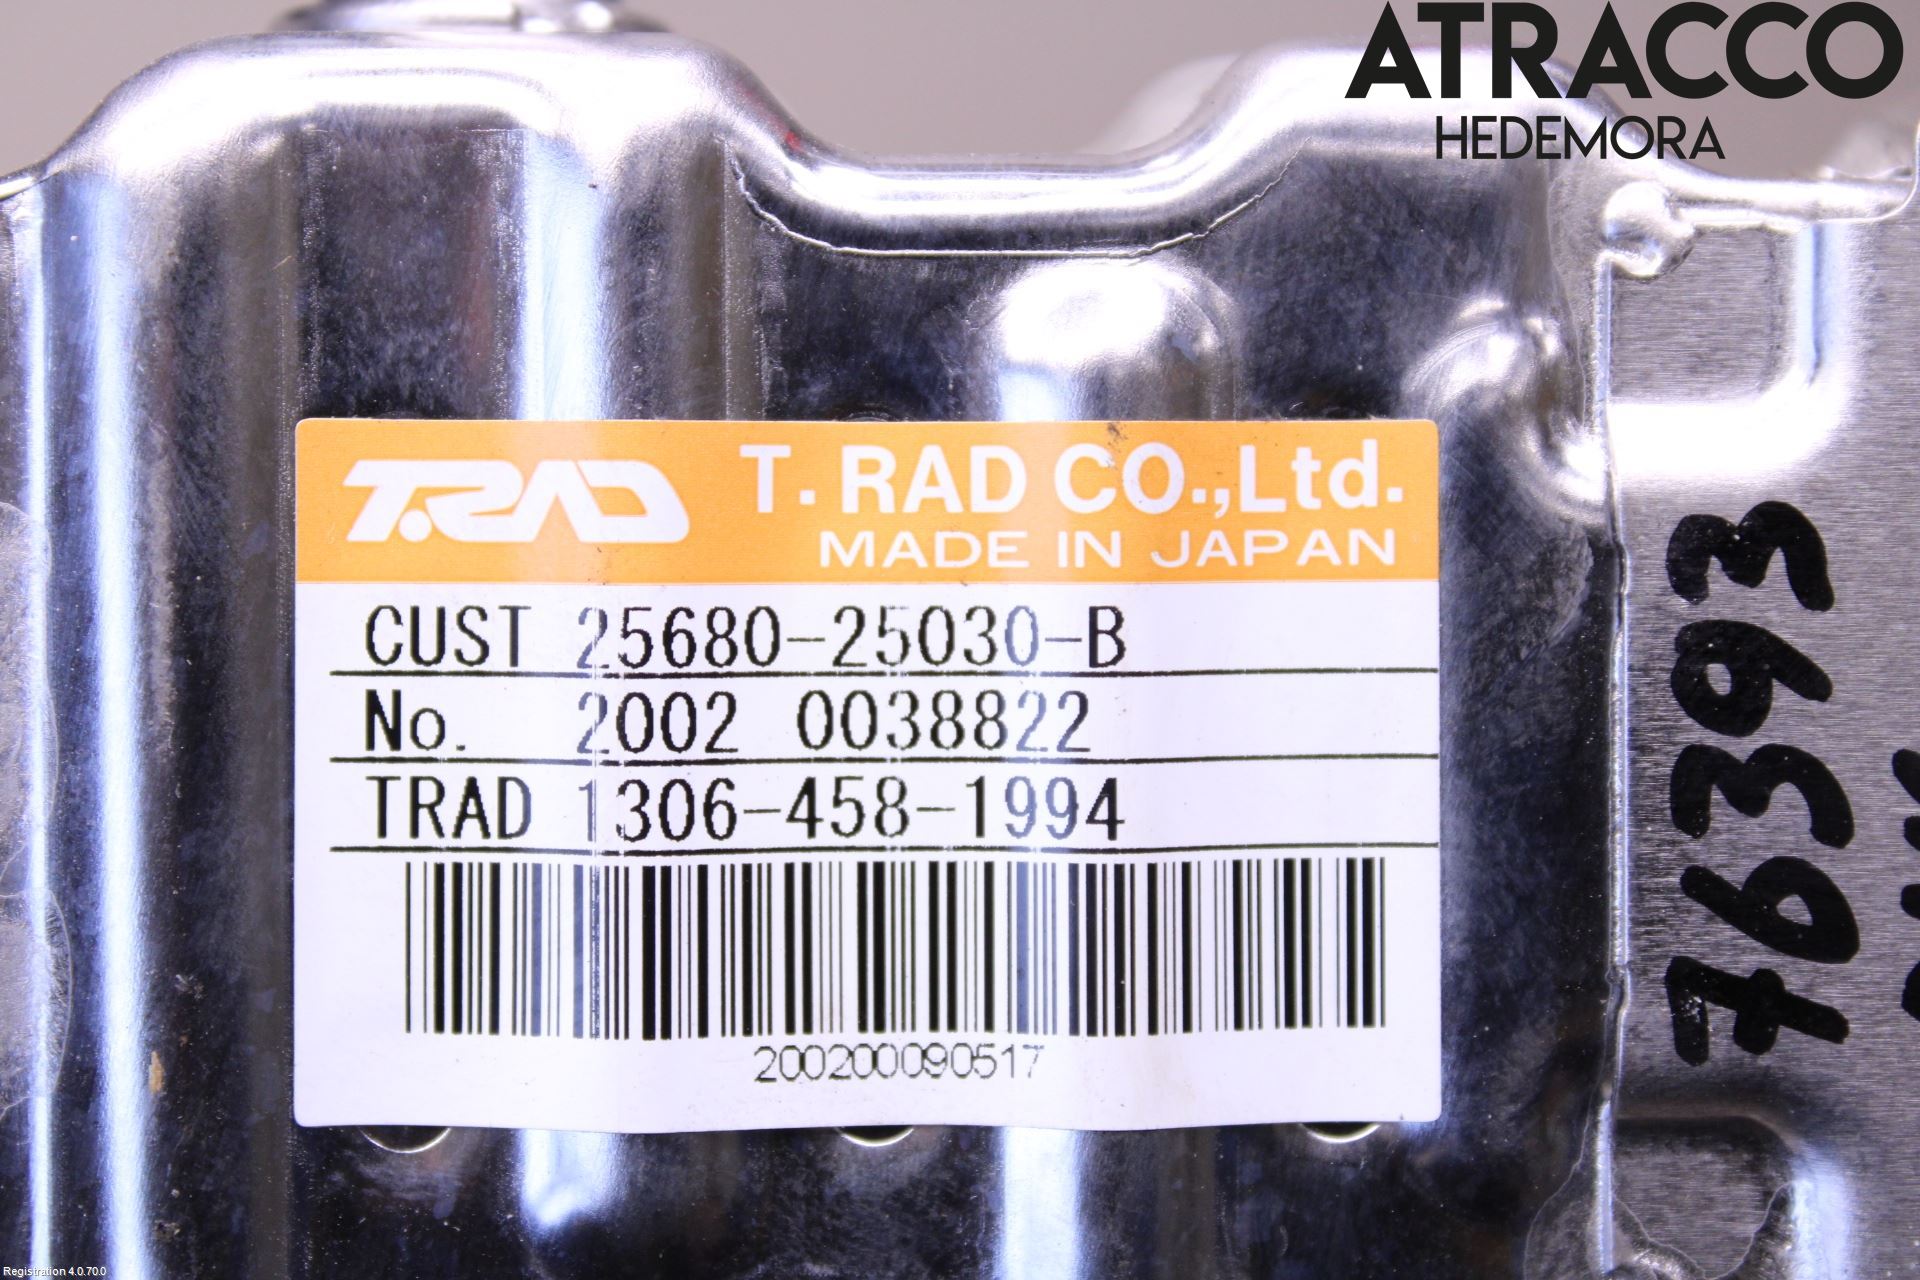 ATRACCO
HEDEMORA
T.RAD T. RAD CO.,Ltd.
MADE IN JAPAN
CUST 25680-25030-B
No. 2002 0038822
TRAD 1306-458-1994
200200090517
76393
Registration 4.0.70.0